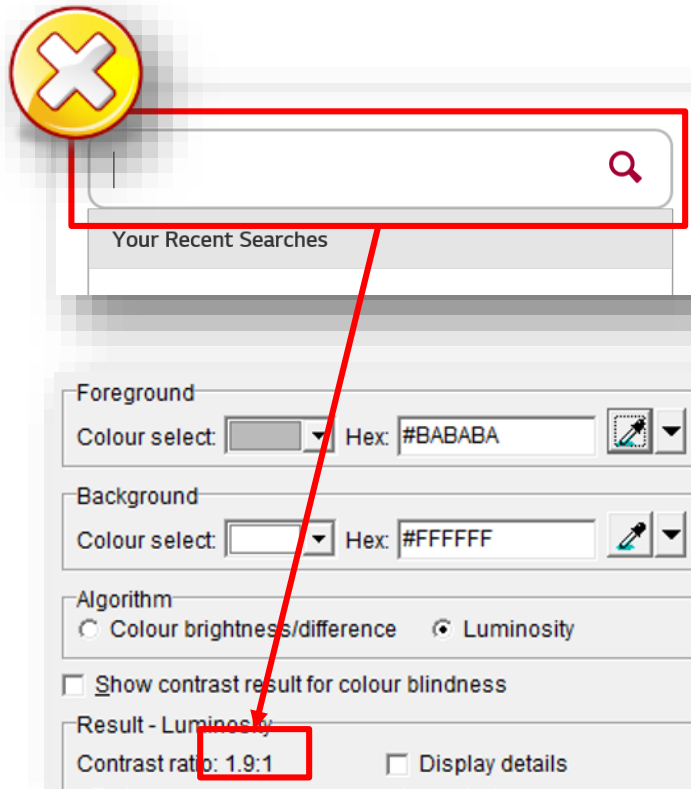 Your Recent Searches
Foreground
Colour select: Hex: #BABABA
Background
Colour select: Hex: #FFFFFF
Algorithm
Colour brightness/difference Luminosity
Show contrast result for colour blindness
Result - Luminosity
Contrast ratio: 1.9:1 Display details